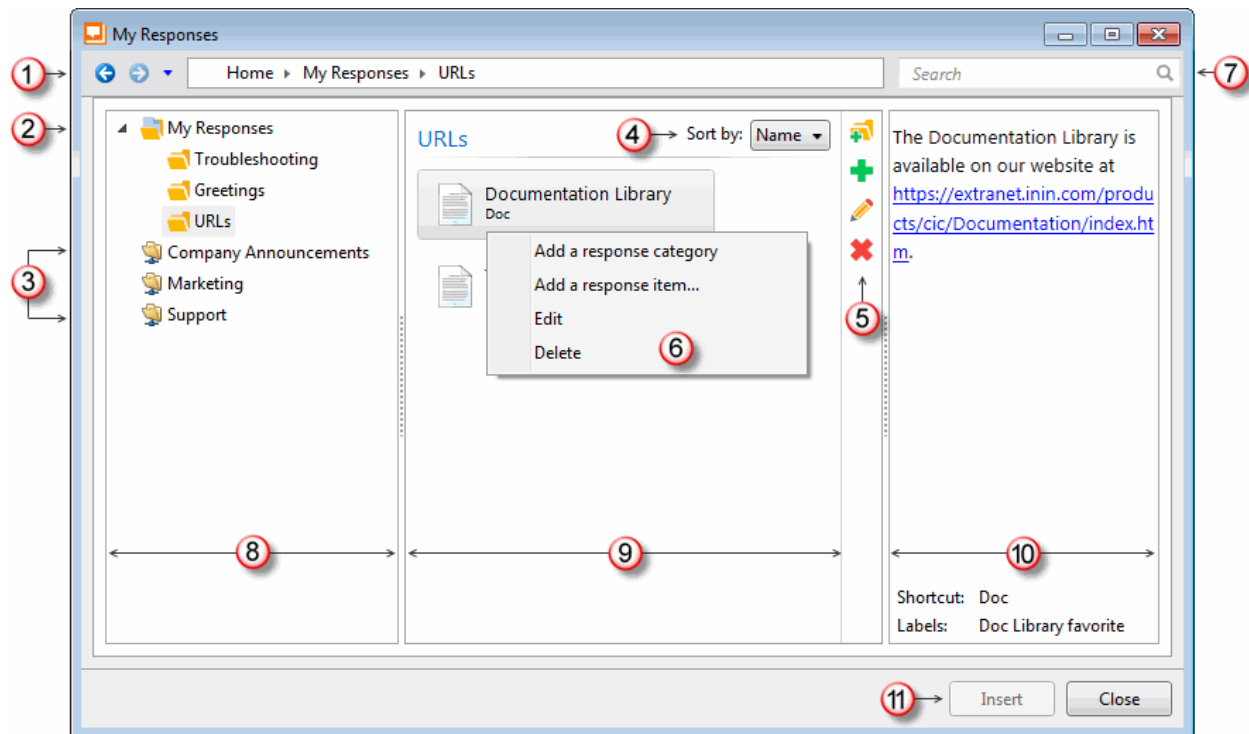 My Responses
1
Home ▸ My Responses ▸ URLs
Search
7
2
My Responses
Troubleshooting
Greetings
URLs
3
Company Announcements
Marketing
Support
8
URLs
4
Sort by: Name
Documentation Library
Doc
Add a response category
Add a response item...
Edit
Delete
6
5
9
The Documentation Library is
available on our website at
https://extranet.inin.com/produ
cts/cic/Documentation/index.ht
m.
10
Shortcut: Doc
Labels: Doc Library favorite
11
Insert
Close